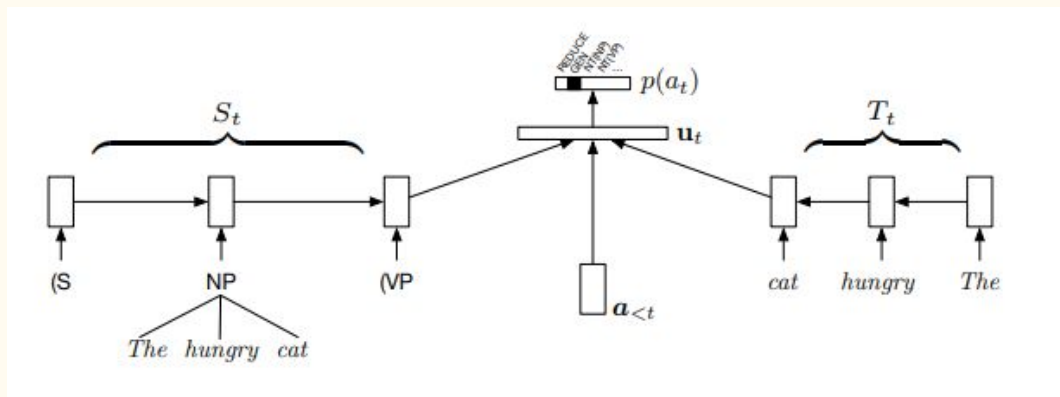 REDUCE
GEN
NT(NP)
NT(VP)
...
p(a_t)
S_t
u_t
T_t
(S
NP
(VP
cat
hungry
The
a_{<t}
The hungry cat